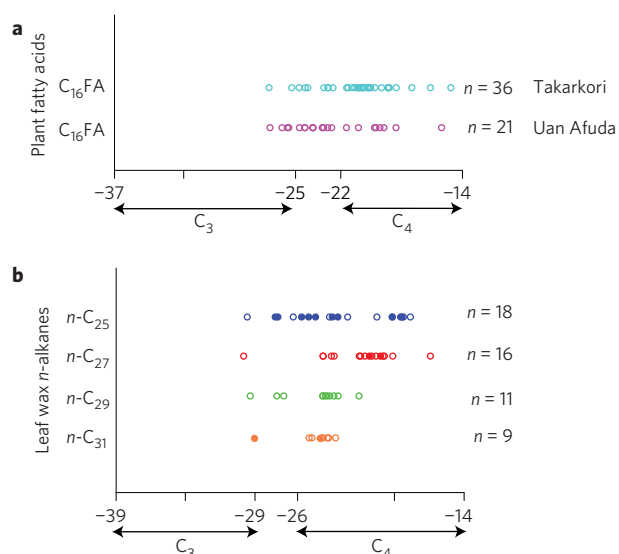 a
Plant fatty acids
C₁₆FA n = 36 Takarkori
C₁₆FA n = 21 Uan Afuda
−37 −25 −22 −14
C₃ C₄
b
Leaf wax n-alkanes
n-C₂₅ n = 18
n-C₂₇ n = 16
n-C₂₉ n = 11
n-C₃₁ n = 9
−39 −29 −26 −14
C₃ C₄